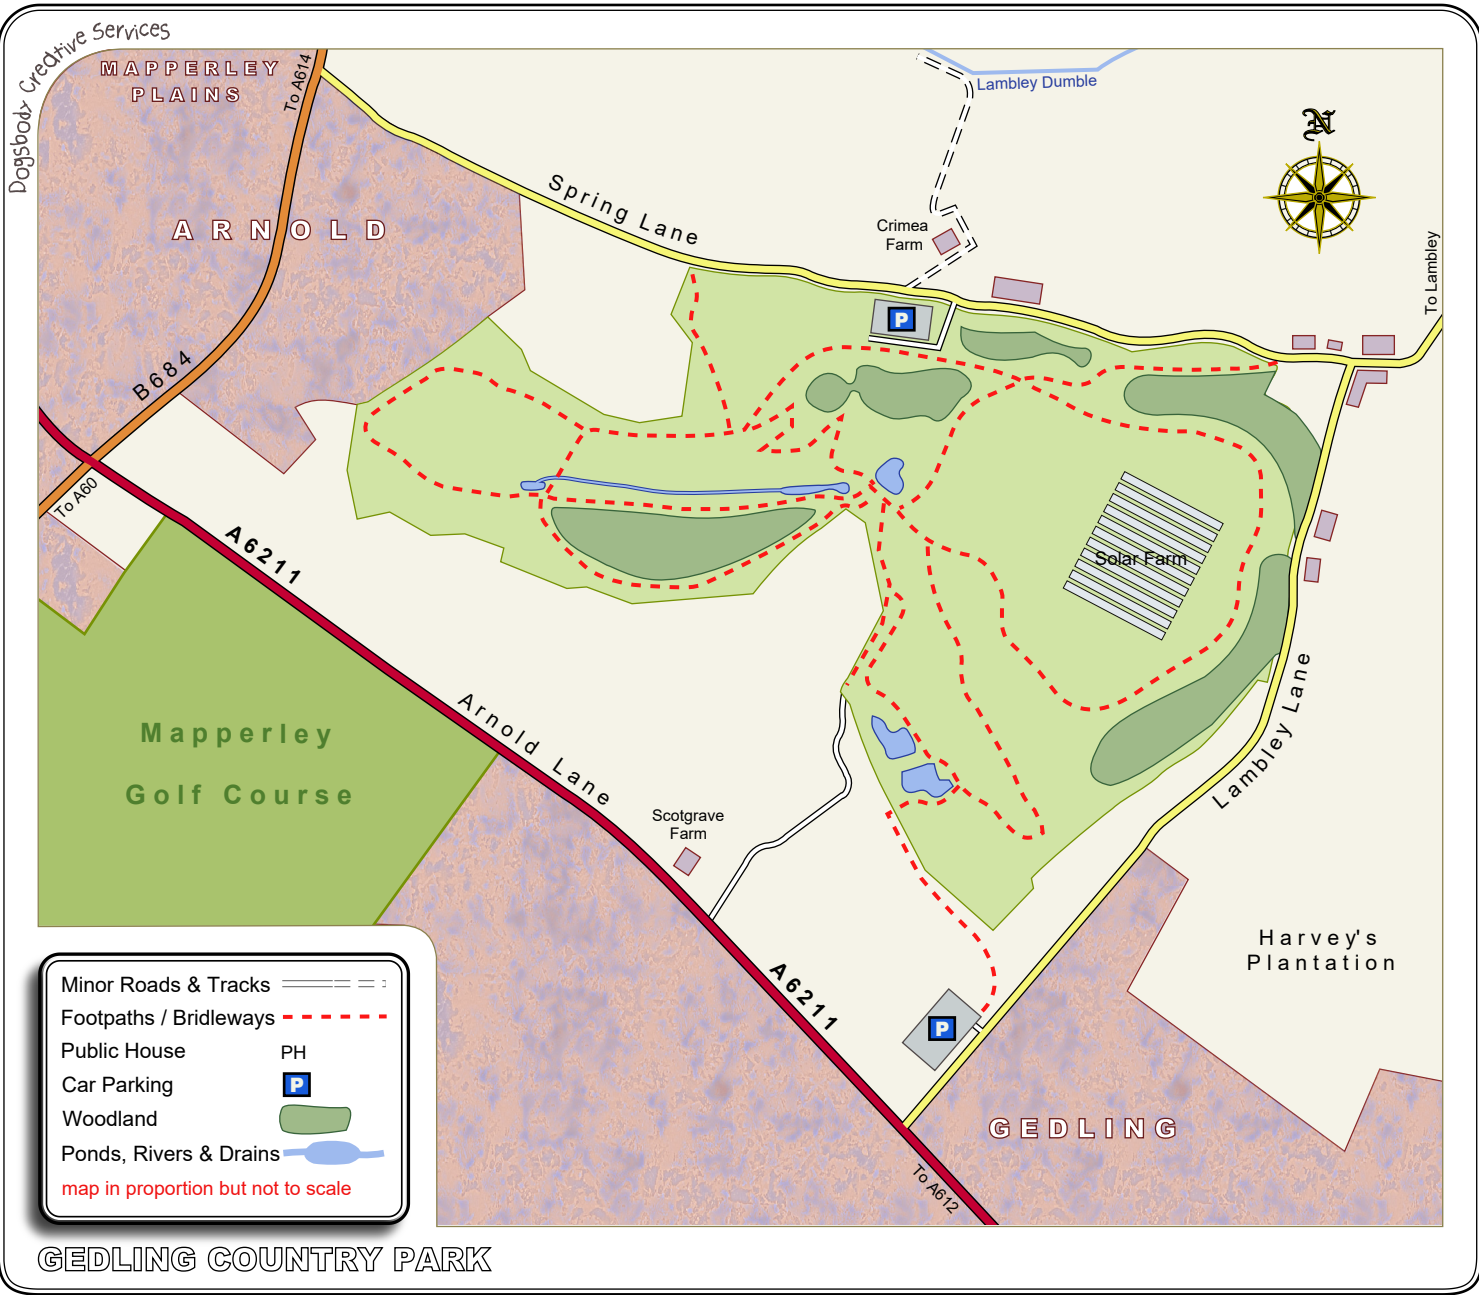 Dogsbody Creative Services
MAPPERLEY
PLAINS
To A614
Lambley Dumble
N
ARNOLD
Spring Lane
Crimea
Farm
P
To Lambley
B684
To A60
A6211
Solar Farm
Mapperley
Golf Course
Arnold Lane
Lambley Lane
Scotgrave
Farm
Harvey's
Plantation
A6211
P
GEDLING
To A612
Minor Roads & Tracks
Footpaths / Bridleways
Public House PH
Car Parking P
Woodland
Ponds, Rivers & Drains
map in proportion but not to scale
GEDLING COUNTRY PARK